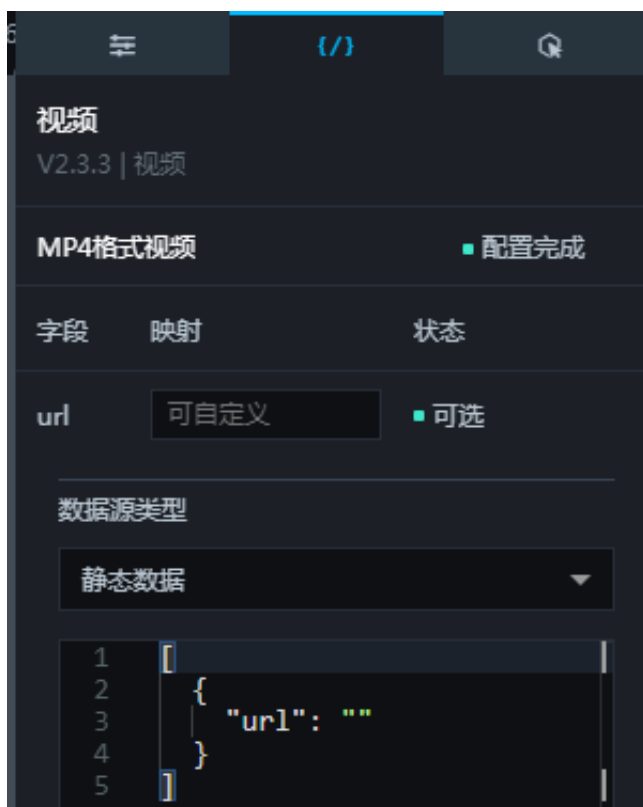 {/}
视频
V2.3.3 | 视频
MP4格式视频 配置完成
字段 映射 状态
url 可自定义 可选
数据源类型
静态数据
1 [
2 {
3 "url": ""
4 }
5 ]